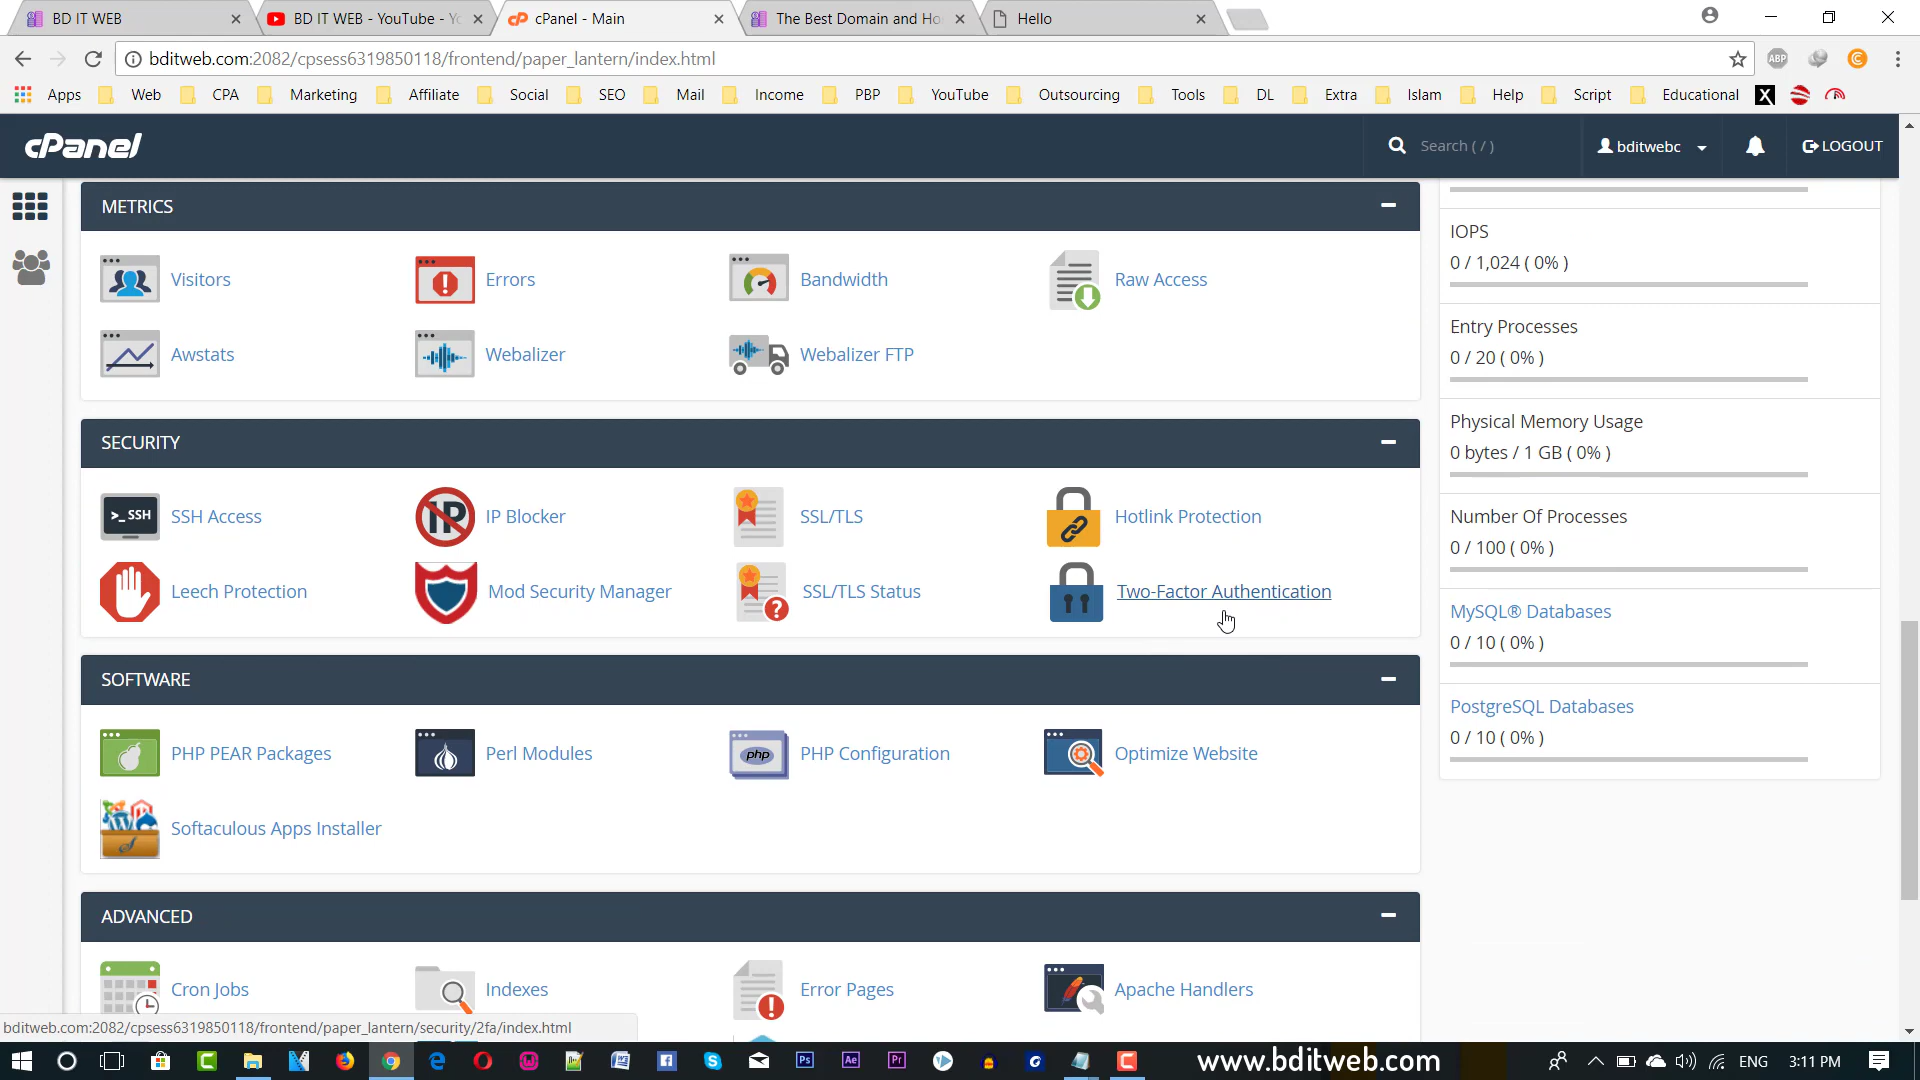 BD IT WEB
BD IT WEB - YouTube - Yo
cPanel - Main
The Best Domain and Ho
Hello
bditweb.com:2082/cpsess6319850118/frontend/paper_lantern/index.html
ABP
Apps Web CPA Marketing Affiliate Social SEO Mail Income PBP YouTube Outsourcing Tools DL Extra Islam Help Script Educational X
cPanel
Search ( / )
bditwebc
LOGOUT
METRICS
Visitors Errors Bandwidth Raw Access
Awstats Webalizer Webalizer FTP
SECURITY
>_SSH SSH Access IP IP Blocker SSL/TLS Hotlink Protection
Leech Protection Mod Security Manager SSL/TLS Status Two-Factor Authentication
SOFTWARE
PHP PEAR Packages Perl Modules php PHP Configuration Optimize Website
Softaculous Apps Installer
ADVANCED
Cron Jobs Indexes Error Pages Apache Handlers
IOPS
0 / 1,024 ( 0% )
Entry Processes
0 / 20 ( 0% )
Physical Memory Usage
0 bytes / 1 GB ( 0% )
Number Of Processes
0 / 100 ( 0% )
MySQL® Databases
0 / 10 ( 0% )
PostgreSQL Databases
0 / 10 ( 0% )
bditweb.com:2082/cpsess6319850118/frontend/paper_lantern/security/2fa/index.html
Ps Ae Pr
www.bditweb.com
ENG 3:11 PM